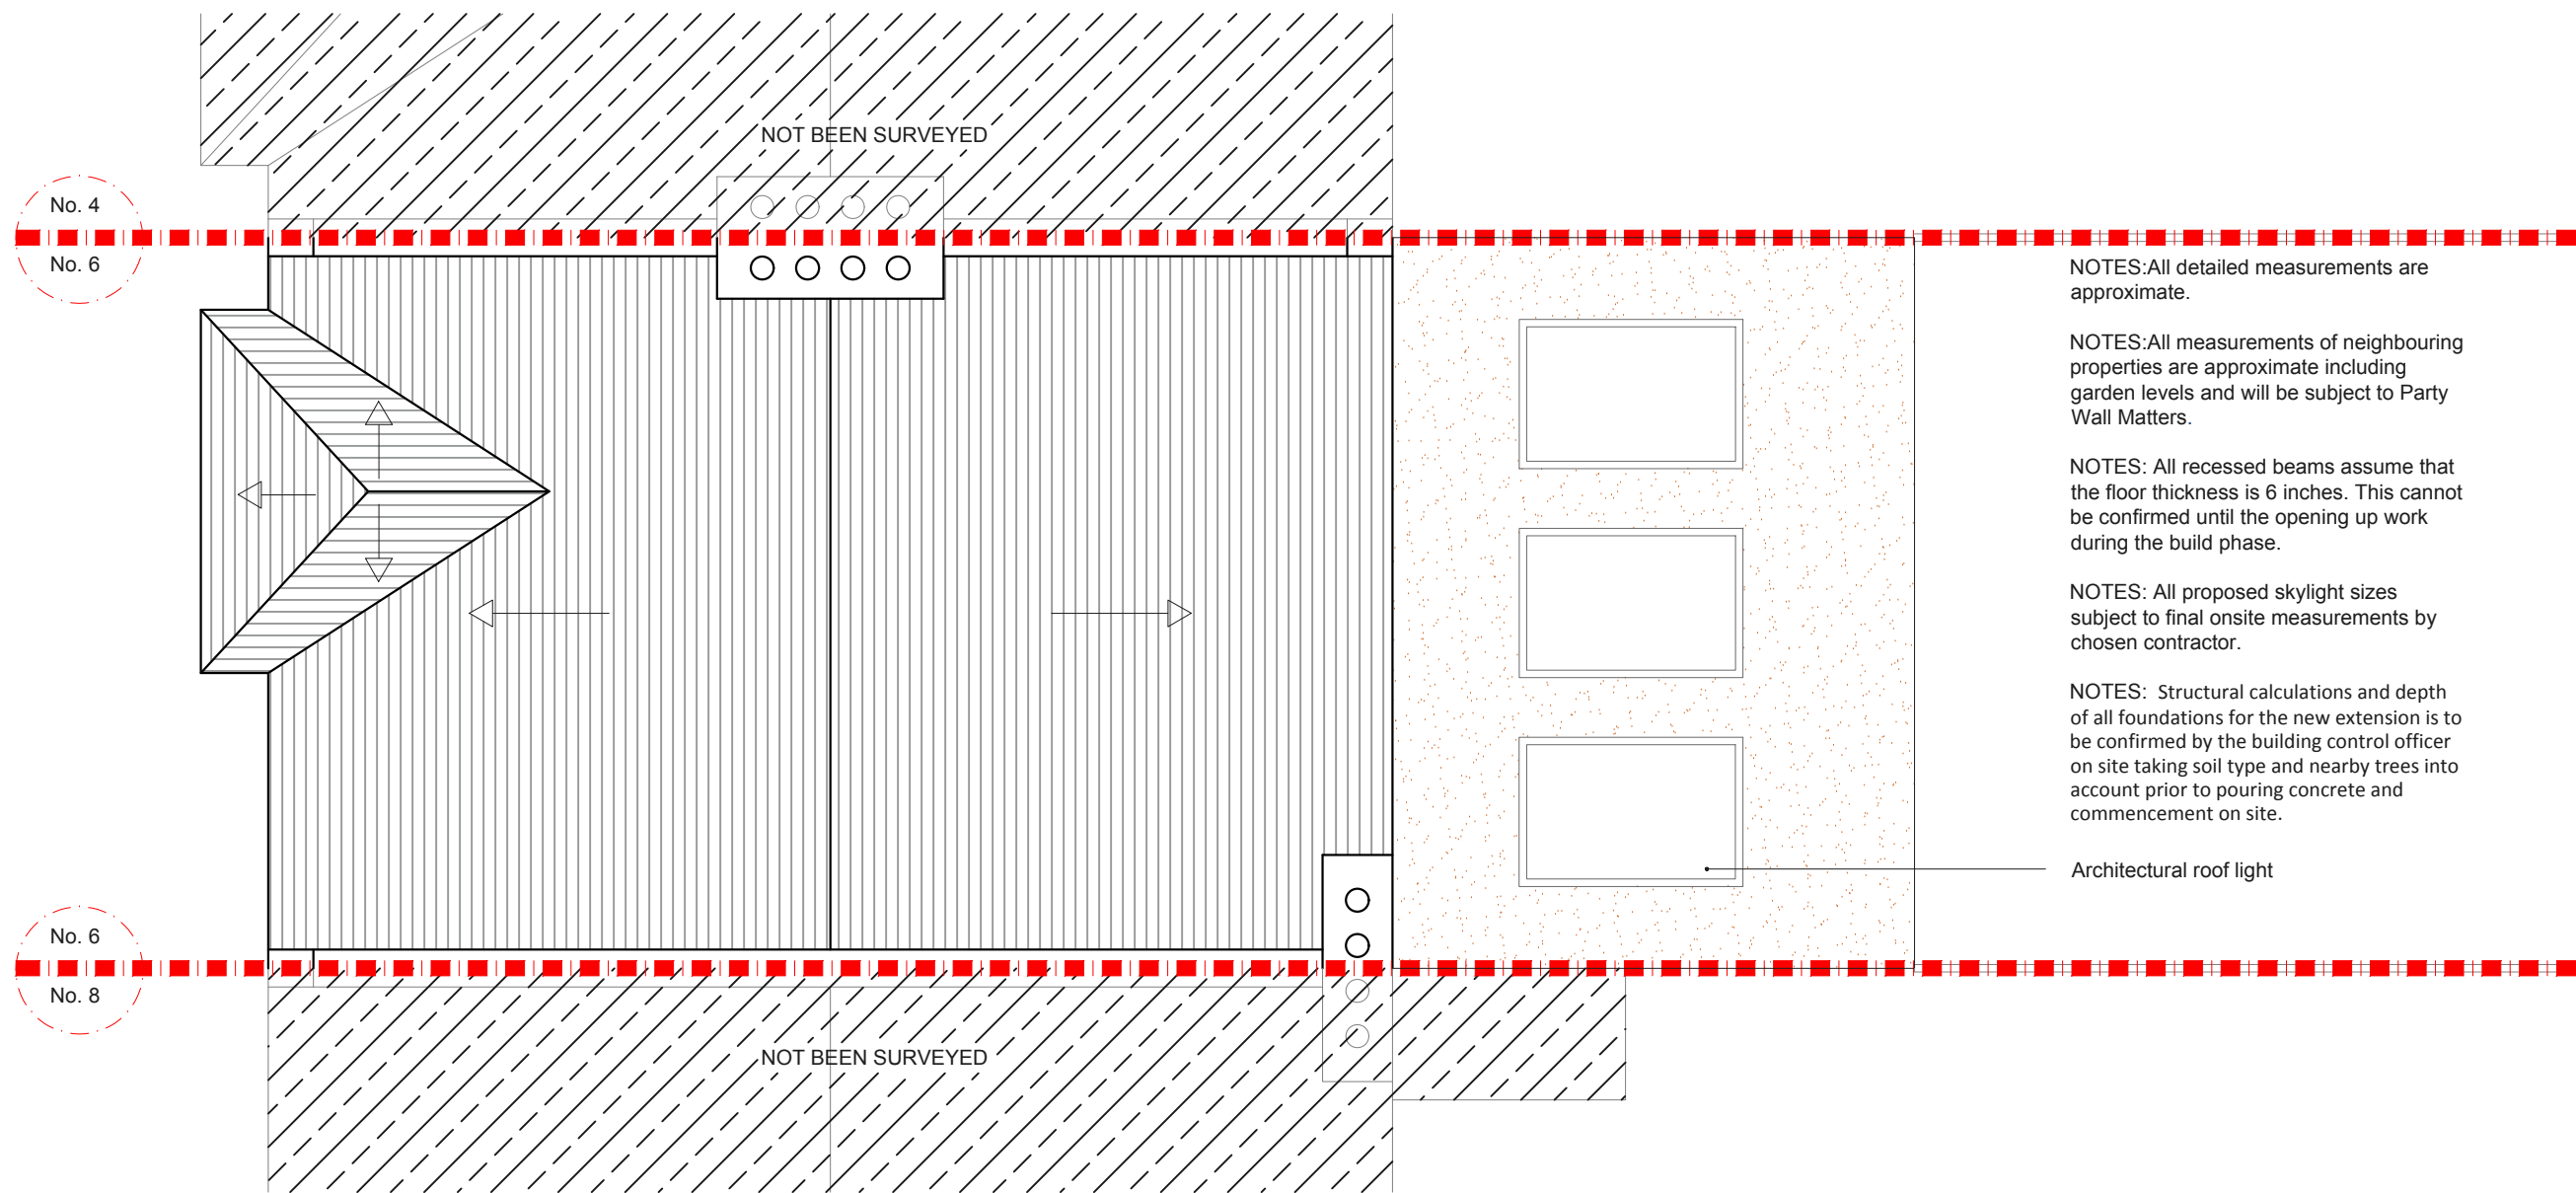 NOT BEEN SURVEYED
No. 4
No. 6
NOTES:All detailed measurements are
approximate.
NOTES:All measurements of neighbouring
properties are approximate including
garden levels and will be subject to Party
Wall Matters.
NOTES: All recessed beams assume that
the floor thickness is 6 inches. This cannot
be confirmed until the opening up work
during the build phase.
NOTES: All proposed skylight sizes
subject to final onsite measurements by
chosen contractor.
NOTES: Structural calculations and depth
of all foundations for the new extension is to
be confirmed by the building control officer
on site taking soil type and nearby trees into
account prior to pouring concrete and
commencement on site.
Architectural roof light
No. 6
No. 8
NOT BEEN SURVEYED